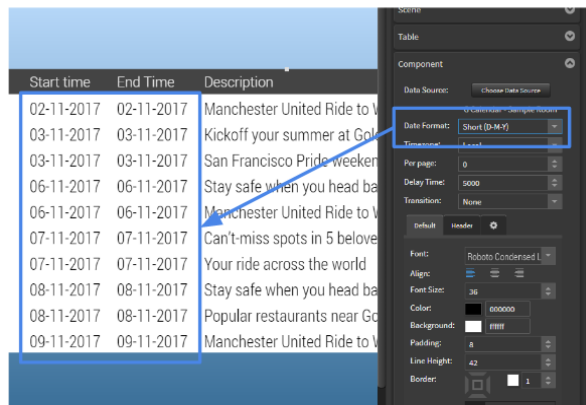 Scene
Table
Component
Data Source: Choose Data Source
G Calendar - Sample Room
Date Format: Short (D-M-Y)
Timezone: Local
Per page: 0
Delay Time: 5000
Transition: None
Default Header
Font: Roboto Condensed L
Align:
Font Size: 36
Color: 000000
Background: ffffff
Padding: 8
Line Height: 42
Border: 1
Start time End Time Description
02-11-2017 02-11-2017 Manchester United Ride to W
03-11-2017 03-11-2017 Kickoff your summer at Gol
03-11-2017 03-11-2017 San Francisco Pride weeken
06-11-2017 06-11-2017 Stay safe when you head ba
06-11-2017 06-11-2017 Manchester United Ride to W
07-11-2017 07-11-2017 Can't-miss spots in 5 belove
07-11-2017 07-11-2017 Your ride across the world
08-11-2017 08-11-2017 Stay safe when you head ba
08-11-2017 08-11-2017 Popular restaurants near Go
09-11-2017 09-11-2017 Manchester United Ride to W